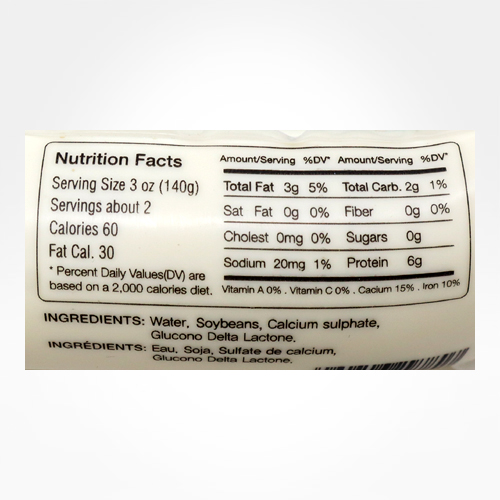 Nutrition Facts
Serving Size 3 oz (140g)
Servings about 2
Calories 60
Fat Cal. 30
* Percent Daily Values(DV) are
based on a 2,000 calories diet.
Amount/Serving %DV* Amount/Serving %DV*
Total Fat 3g 5% Total Carb. 2g 1%
Sat Fat 0g 0% Fiber 0g 0%
Cholest 0mg 0% Sugars 0g
Sodium 20mg 1% Protein 6g
Vitamin A 0% . Vitamin C 0% . Cacium 15% . Iron 10%
INGREDIENTS: Water, Soybeans, Calcium sulphate,
Glucono Delta Lactone.
INGRÉDIENTS: Eau, Soja, Sulfate de calcium,
Glucono Delta Lactone.